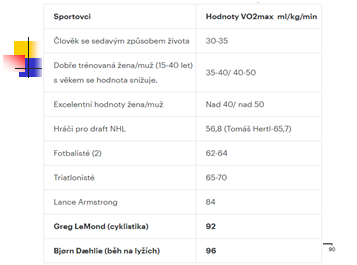 Sportovci Hodnoty VO2max ml/kg/min
Člověk se sedavým způsobem života 30-35
Dobře trénovaná žena/muž (15-40 let) 35-40/ 40-50
s věkem se hodnota snižuje.
Excelentní hodnoty žena/muž Nad 40/ nad 50
Hráči pro draft NHL 56,8 (Tomáš Hertl-65,7)
Fotbalisté (2) 62-64
Triatlonisté 65-70
Lance Armstrong 84
Greg LeMond (cyklistika) 92
Bjørn Dæhlie (běh na lyžích) 96
90